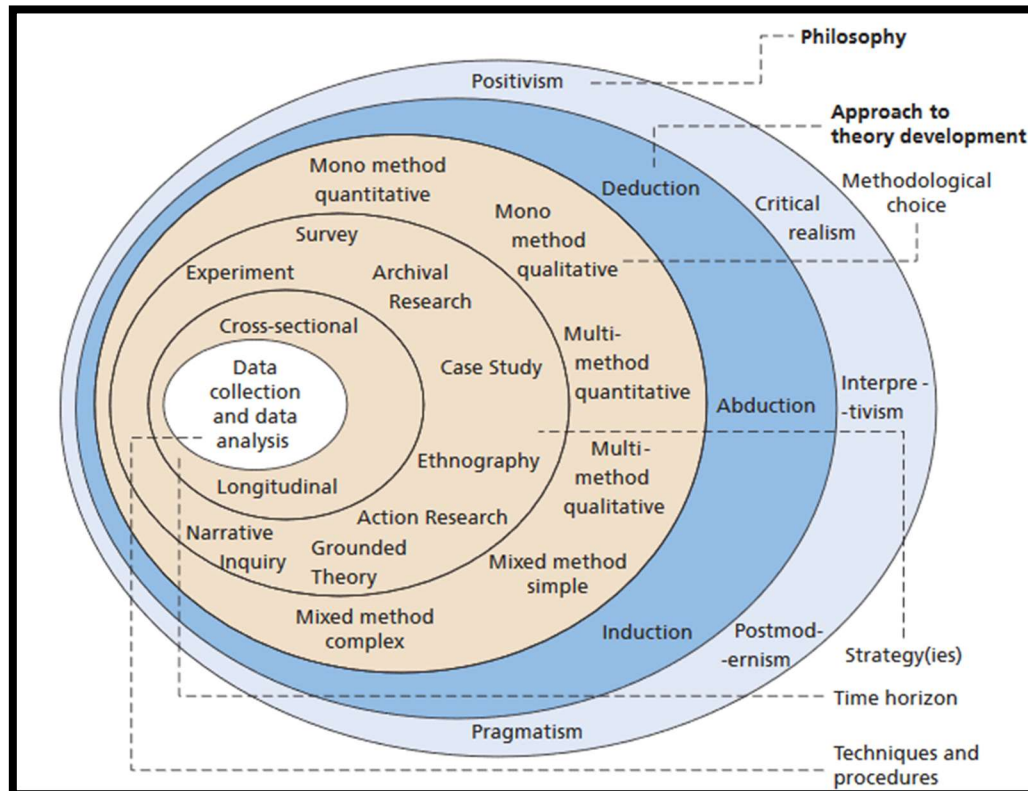 Philosophy
Positivism
Approach to
theory development
Mono method
quantitative
Deduction
Methodological
choice
Critical
realism
Mono
method
qualitative
Survey
Experiment
Archival
Research
Cross-sectional
Data
collection
and data
analysis
Case Study
Multi-
method
quantitative
Abduction
Interpre -
-tivism
Ethnography
Multi-
method
qualitative
Longitudinal
Action Research
Narrative
Inquiry
Grounded
Theory
Mixed method
simple
Mixed method
complex
Induction
Postmod-
-ernism
Strategy(ies)
Time horizon
Pragmatism
Techniques and
procedures